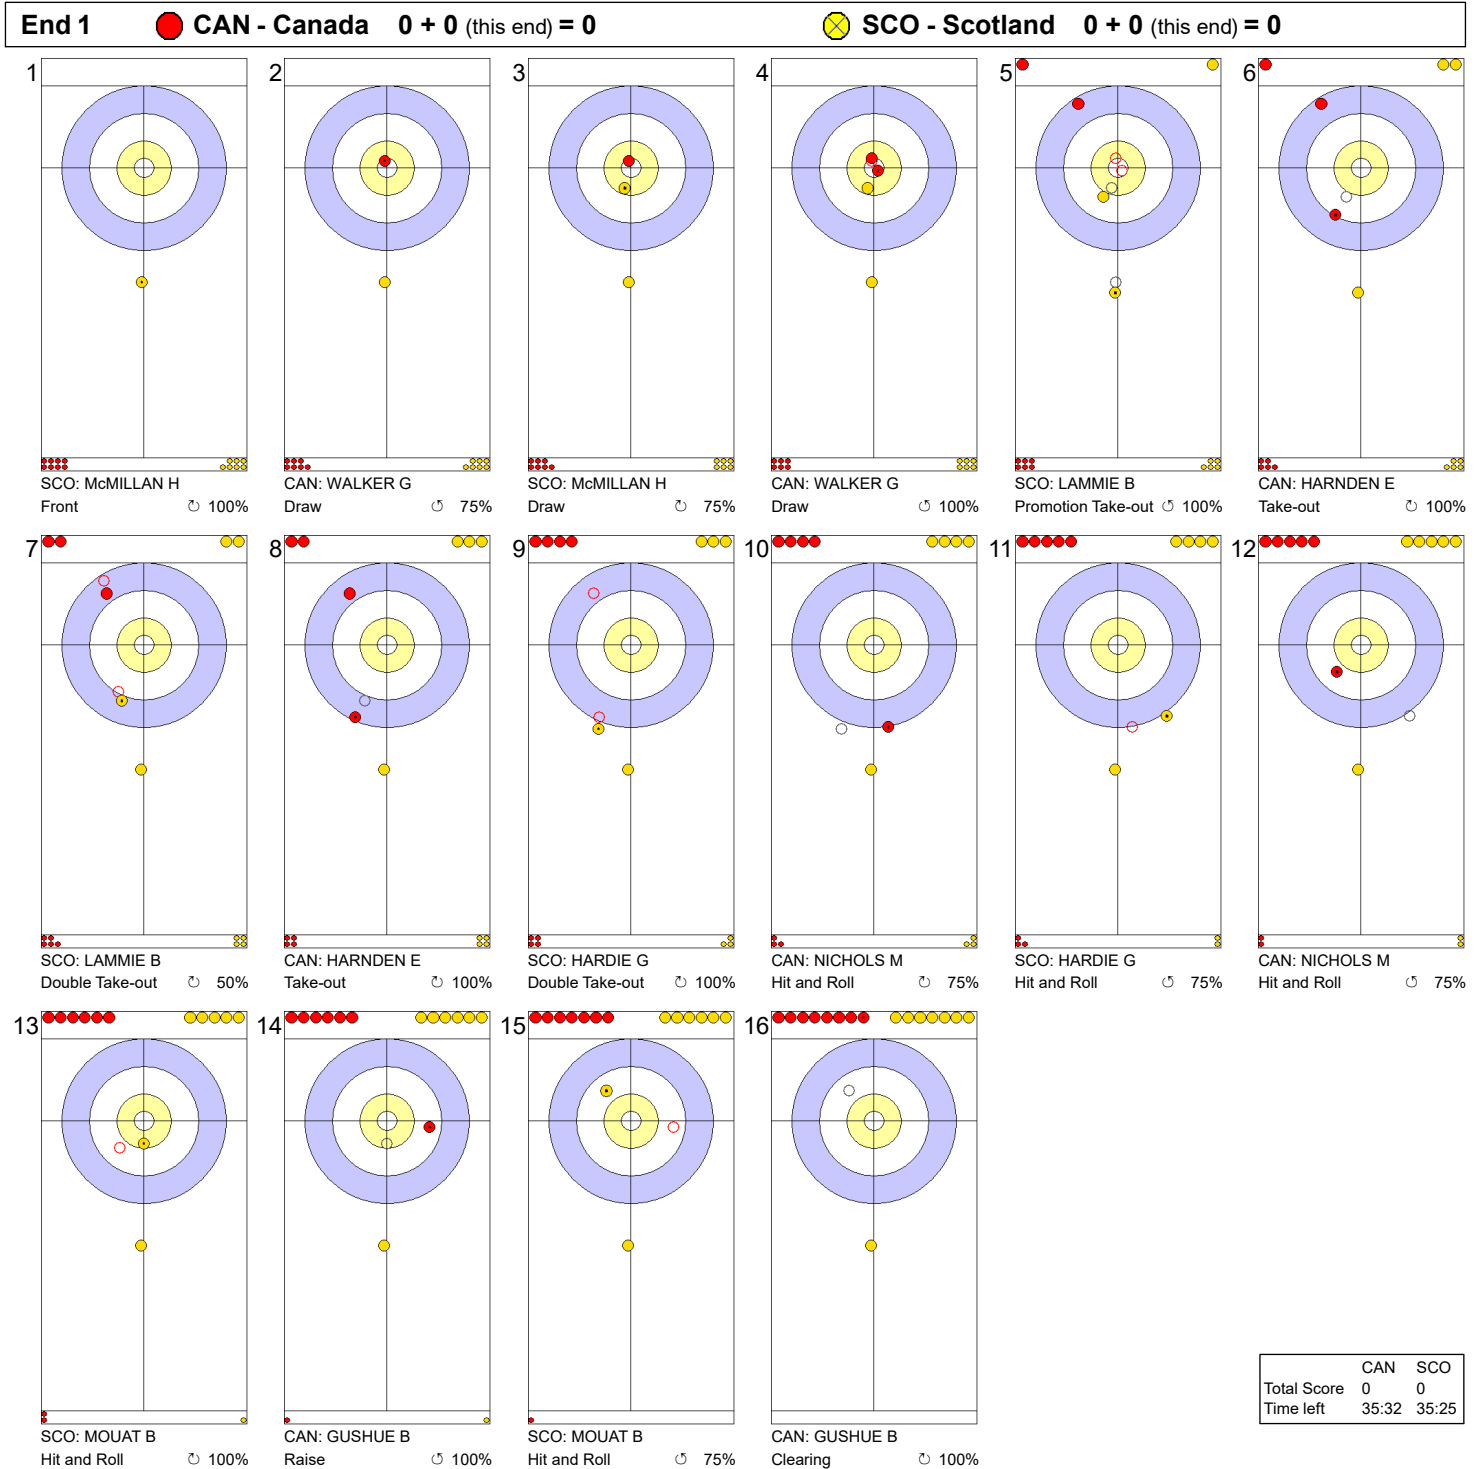 End 1 CAN - Canada 0 + 0 (this end) = 0 SCO - Scotland 0 + 0 (this end) = 0
1 2 3 4 5 6
SCO: McMILLAN H CAN: WALKER G SCO: McMILLAN H CAN: WALKER G SCO: LAMMIE B CAN: HARNDEN E
Front ↻ 100% Draw ↺ 75% Draw ↻ 75% Draw ↺ 100% Promotion Take-out ↺ 100% Take-out ↻ 100%
7 8 9 10 11 12
SCO: LAMMIE B CAN: HARNDEN E SCO: HARDIE G CAN: NICHOLS M SCO: HARDIE G CAN: NICHOLS M
Double Take-out ↻ 50% Take-out ↻ 100% Double Take-out ↻ 100% Hit and Roll ↻ 75% Hit and Roll ↺ 75% Hit and Roll ↺ 75%
13 14 15 16
SCO: MOUAT B CAN: GUSHUE B SCO: MOUAT B CAN: GUSHUE B
Hit and Roll ↻ 100% Raise ↻ 100% Hit and Roll ↺ 75% Clearing ↻ 100%
CAN SCO
Total Score 0 0
Time left 35:32 35:25